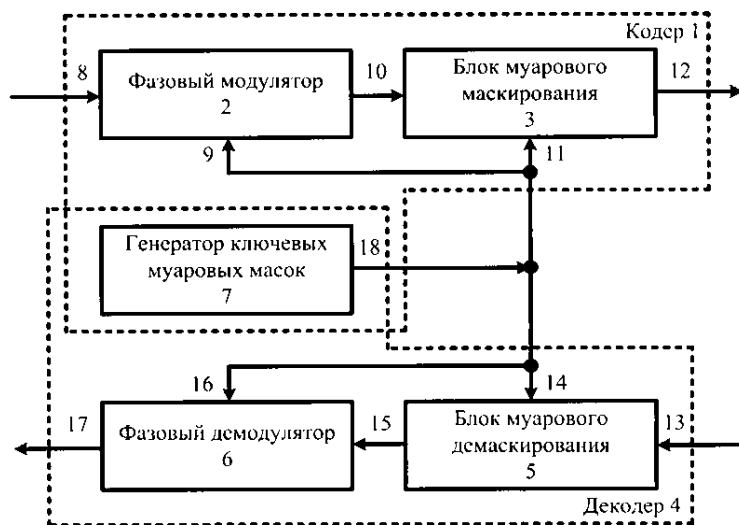 Кодер 1
8
Фазовый модулятор
2
10
Блок муарового
маскирования
3
12
9
11
Генератор ключевых
муаровых масок
7
18
16
14
17
Фазовый демодулятор
6
15
Блок муарового
демаскирования
5
13
Декодер 4